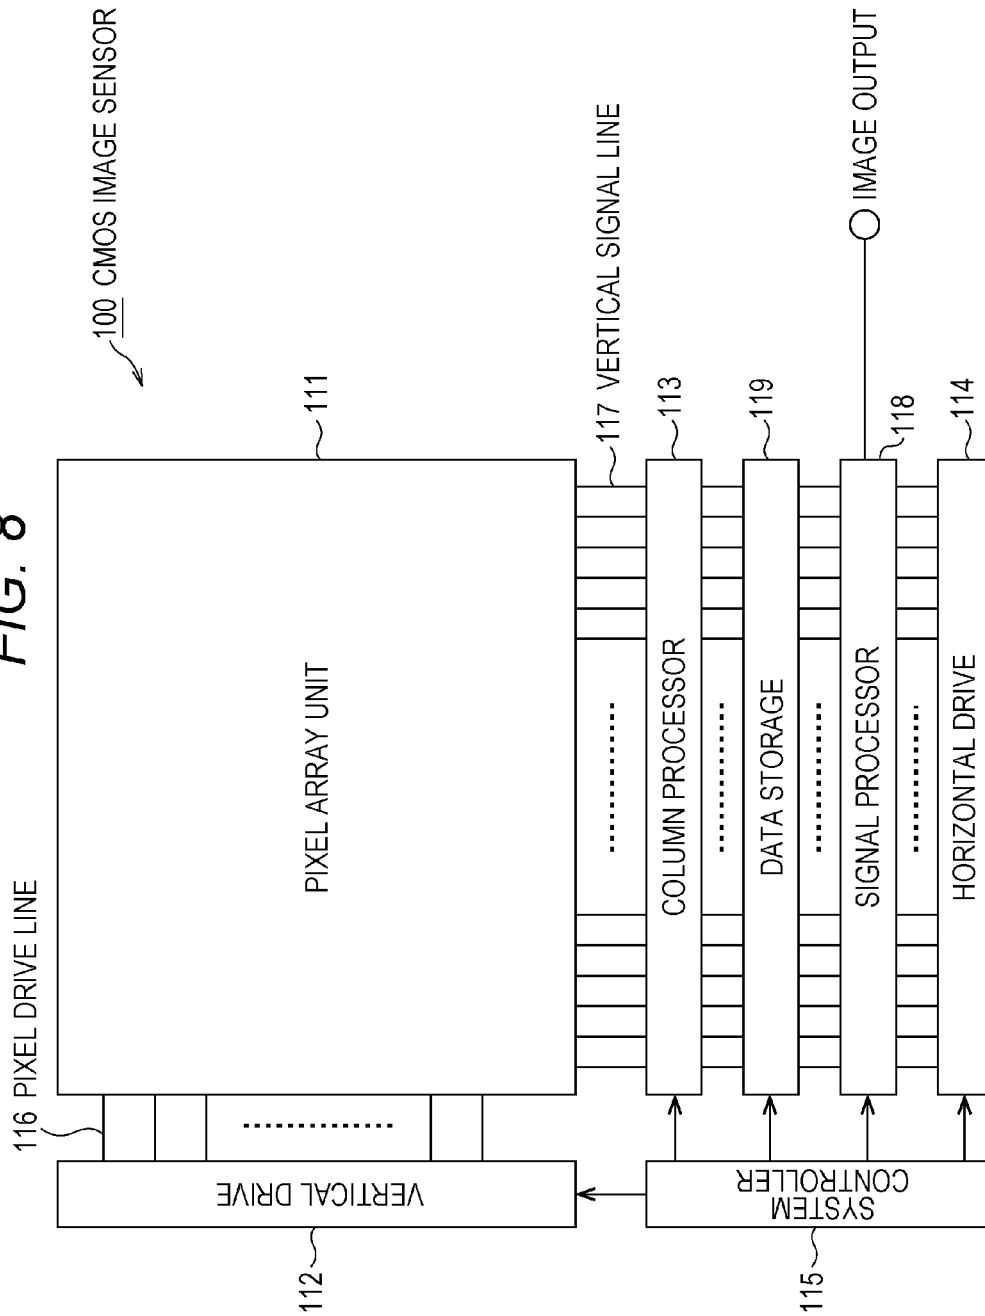 FIG. 8
100 CMOS IMAGE SENSOR
116 PIXEL DRIVE LINE
111
PIXEL ARRAY UNIT
112
VERTICAL DRIVE
117 VERTICAL SIGNAL LINE
113
COLUMN PROCESSOR
119
DATA STORAGE
118
SIGNAL PROCESSOR
IMAGE OUTPUT
114
HORIZONTAL DRIVE
115
SYSTEM
CONTROLLER